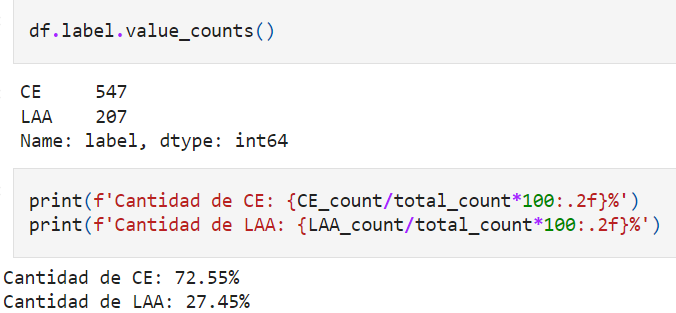 df.label.value_counts()
CE     547
LAA    207
Name: label, dtype: int64
print(f'Cantidad de CE: {CE_count/total_count*100:.2f}%')
print(f'Cantidad de LAA: {LAA_count/total_count*100:.2f}%')
Cantidad de CE: 72.55%
Cantidad de LAA: 27.45%